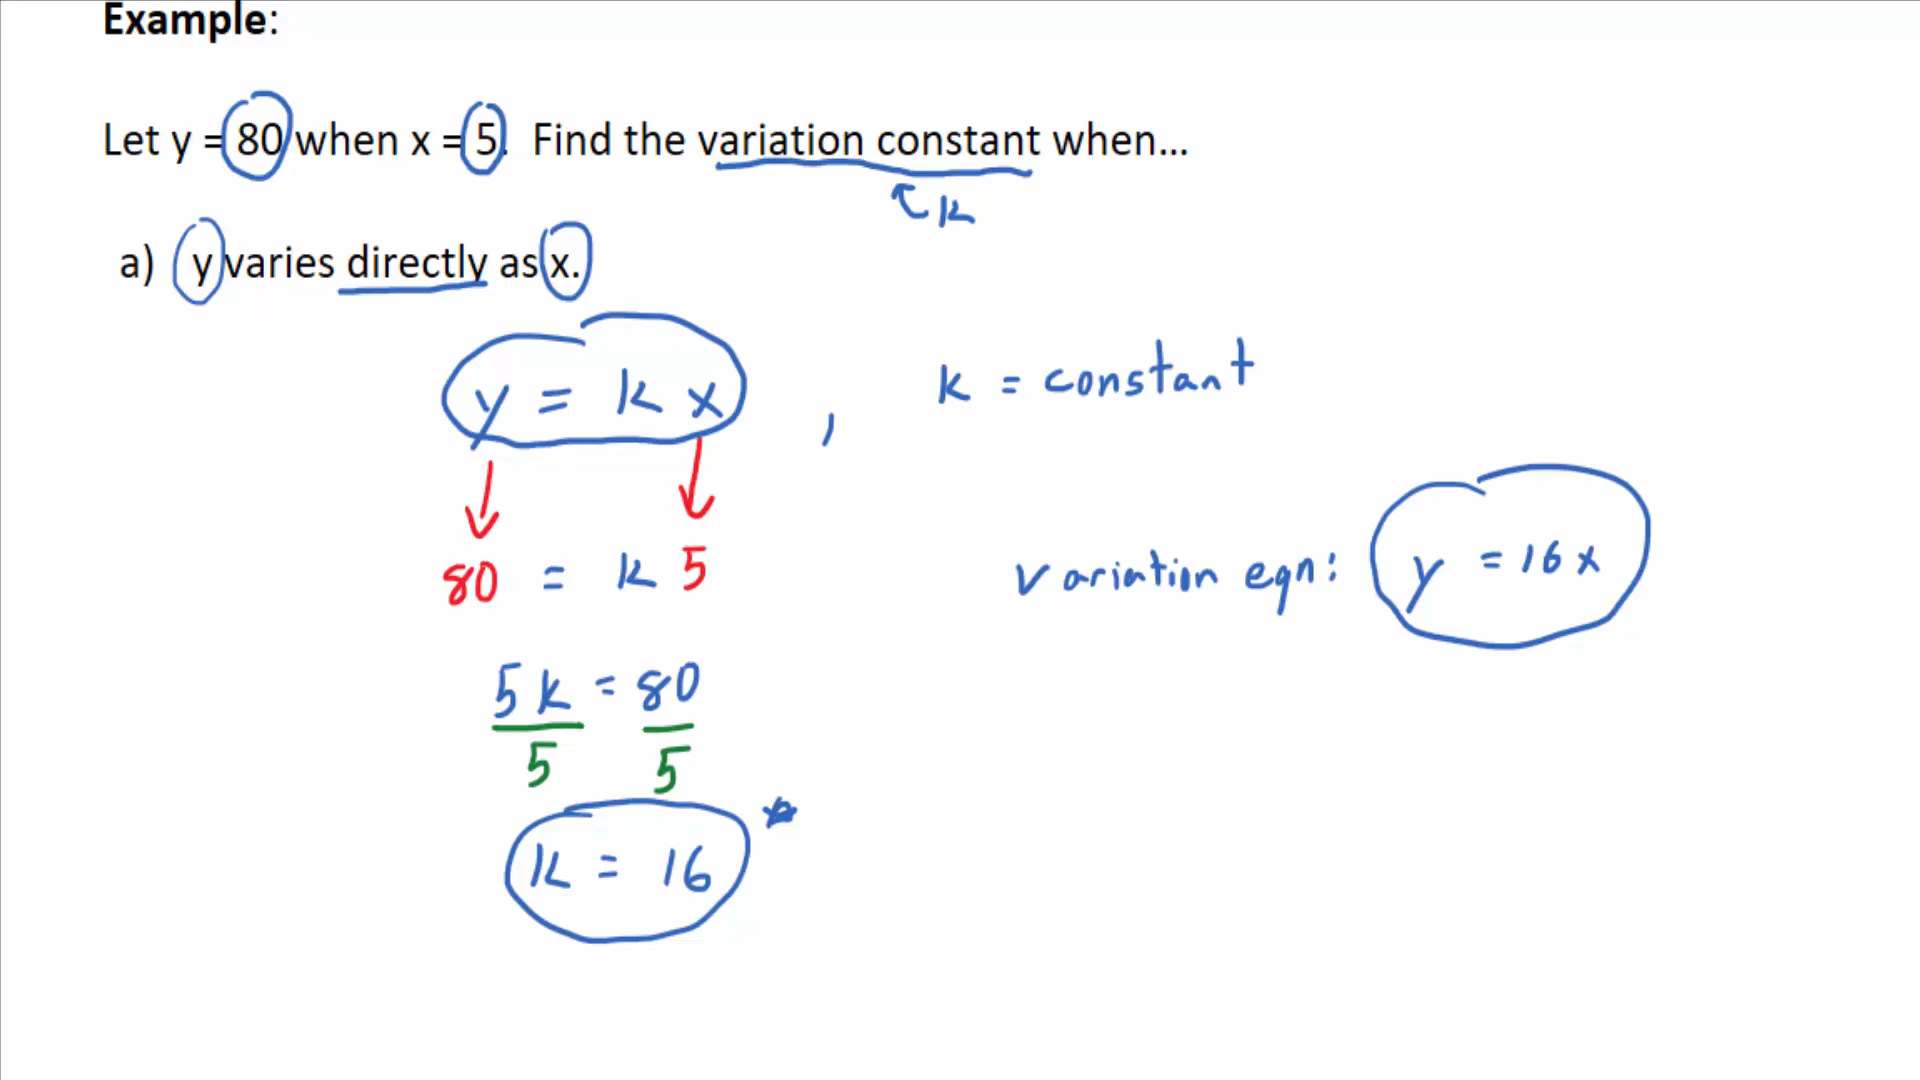 Example:
Let y = 80 when x = 5. Find the variation constant when...
k
a) y varies directly as x.
y = k x , k = constant
80 = k 5
variation eqn: y = 16x
5k = 80
5 5
k = 16 *